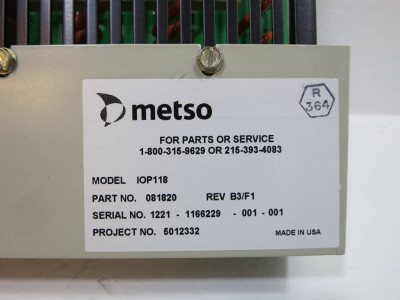 metso
R
364
FOR PARTS OR SERVICE
1-800-315-9629 OR 215-393-4083
MODEL IOP118
PART NO. 081820 REV B3/F1
SERIAL NO. 1221 - 1166229 - 001 - 001
PROJECT NO. 5012332 MADE IN USA